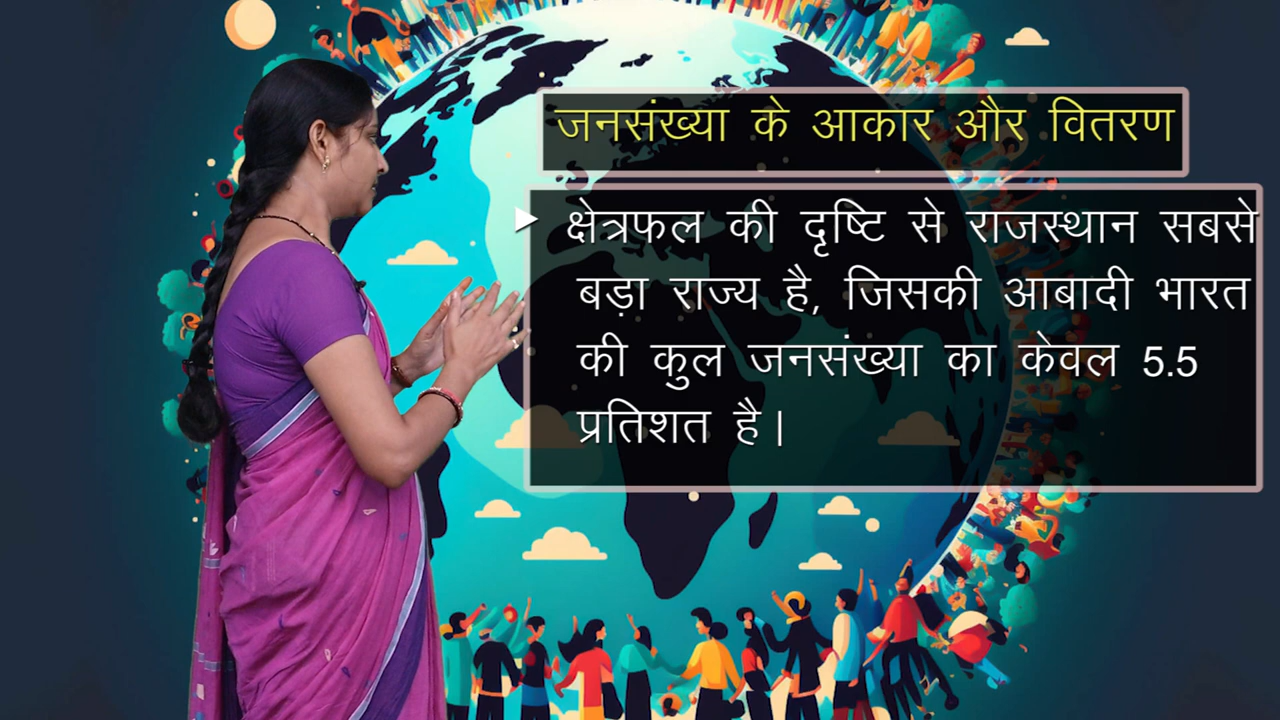 जनसंख्या के आकार और वितरण
क्षेत्रफल की दृष्टि से राजस्थान सबसे
बड़ा राज्य है, जिसकी आबादी भारत
की कुल जनसंख्या का केवल 5.5
प्रतिशत है।